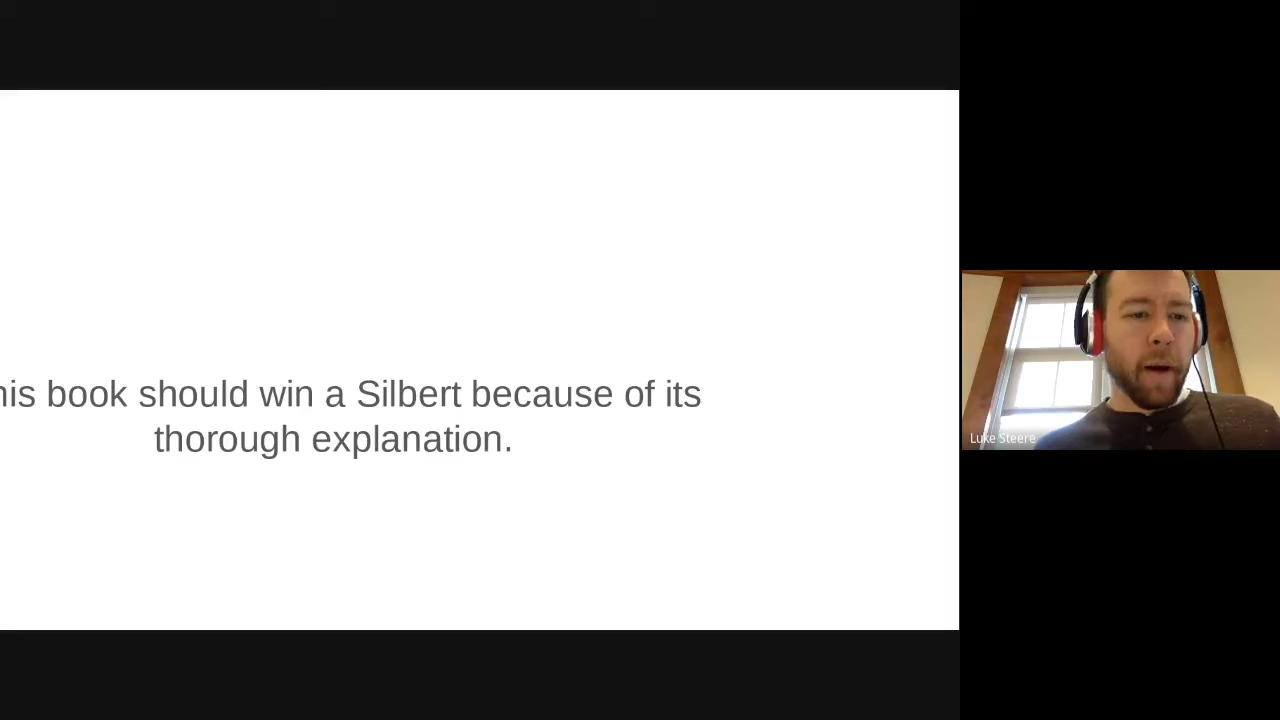 his book should win a Silbert because of its
thorough explanation.
Luke Steere